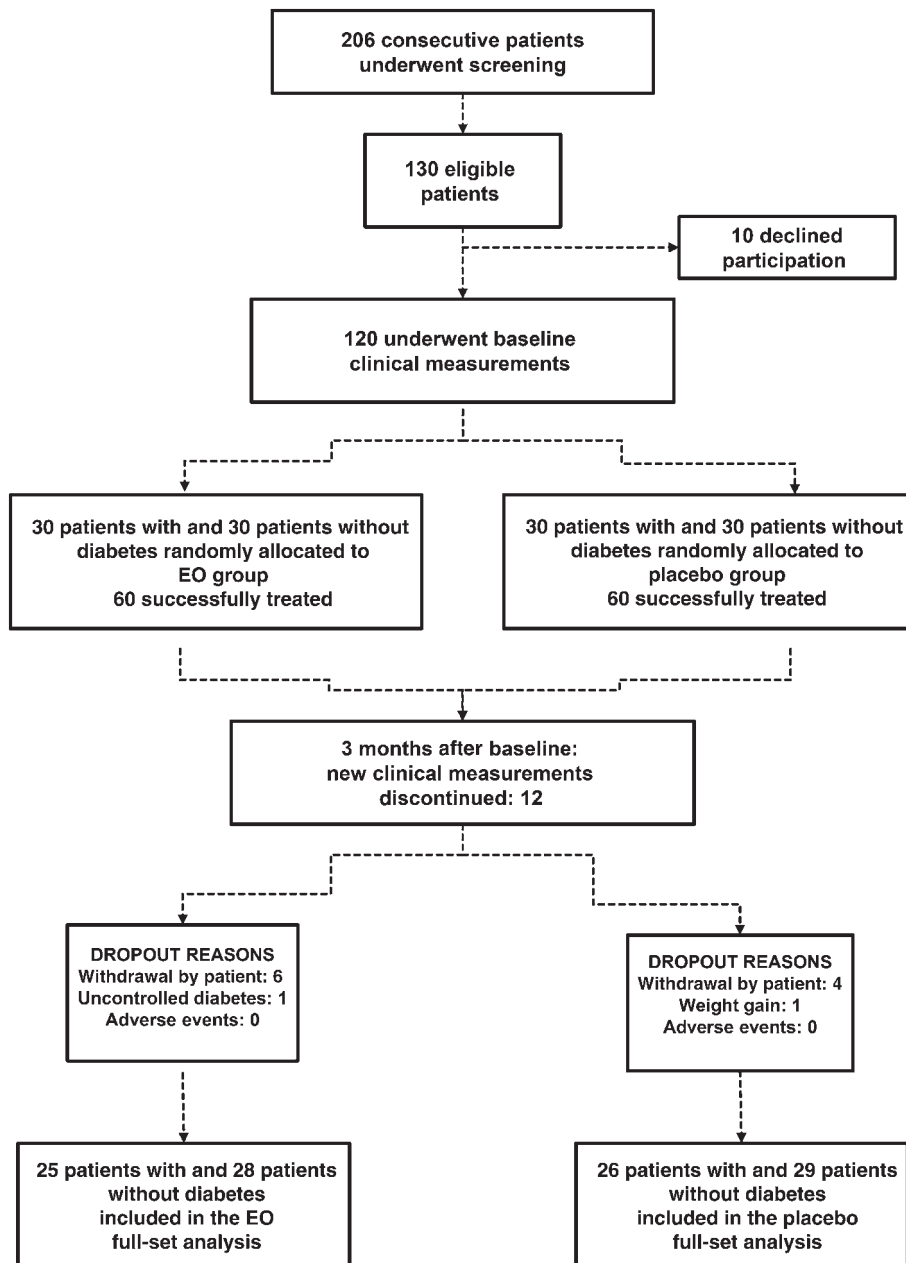 206 consecutive patients
underwent screening
130 eligible
patients
10 declined
participation
120 underwent baseline
clinical measurements
30 patients with and 30 patients without
diabetes randomly allocated to
EO group
60 successfully treated
30 patients with and 30 patients without
diabetes randomly allocated to
placebo group
60 successfully treated
3 months after baseline:
new clinical measurements
discontinued: 12
DROPOUT REASONS
Withdrawal by patient: 6
Uncontrolled diabetes: 1
Adverse events: 0
DROPOUT REASONS
Withdrawal by patient: 4
Weight gain: 1
Adverse events: 0
25 patients with and 28 patients
without diabetes
included in the EO
full-set analysis
26 patients with and 29 patients
without diabetes
included in the placebo
full-set analysis